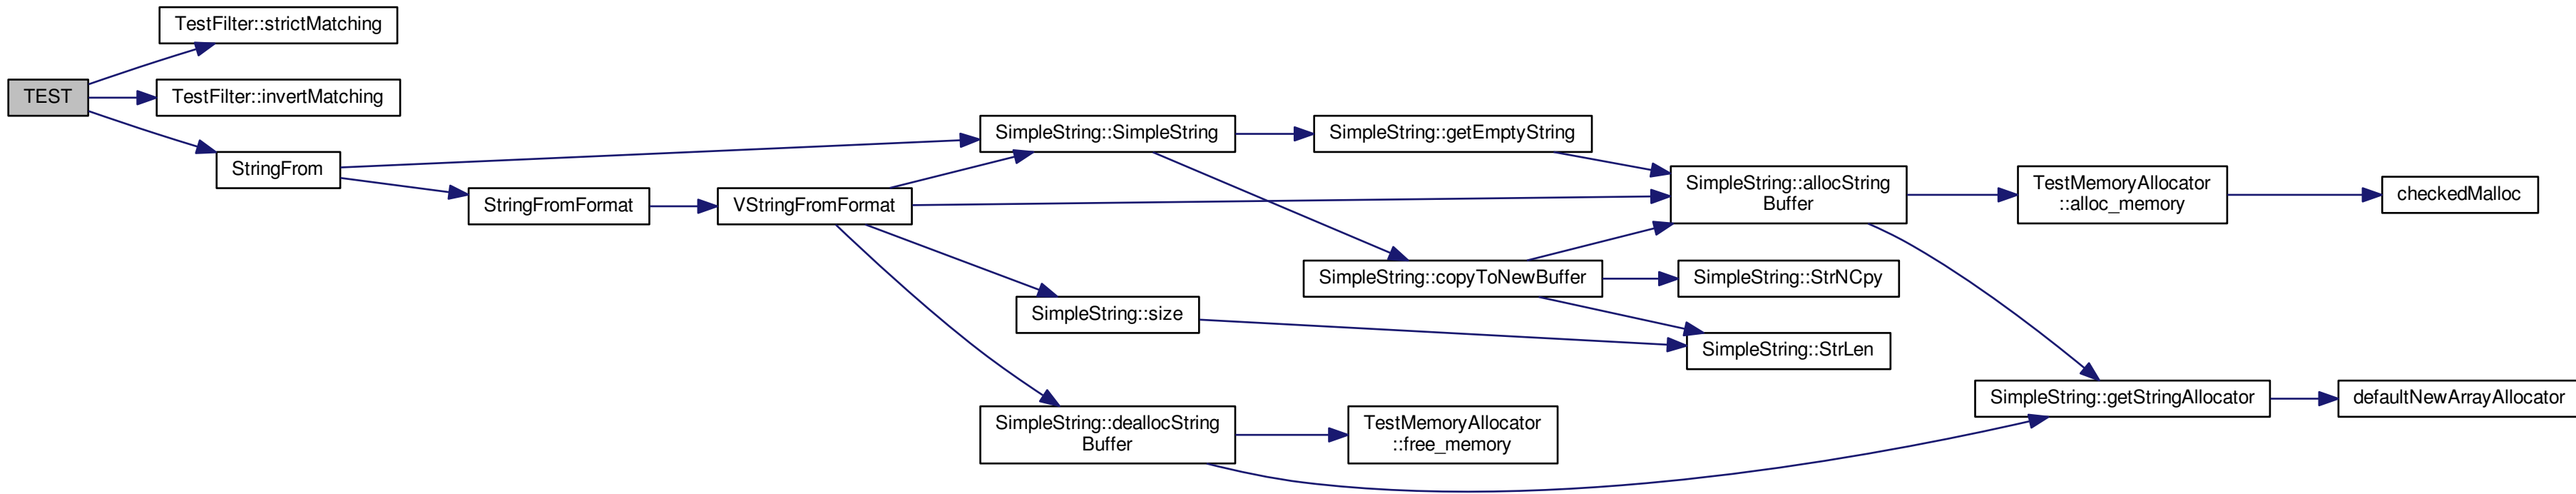 TestFilter::strictMatching
TEST
TestFilter::invertMatching
StringFrom
StringFromFormat
VStringFromFormat
SimpleString::SimpleString
SimpleString::getEmptyString
SimpleString::allocString
Buffer
TestMemoryAllocator
::alloc_memory
checkedMalloc
SimpleString::copyToNewBuffer
SimpleString::StrNCpy
SimpleString::size
SimpleString::StrLen
SimpleString::deallocString
Buffer
TestMemoryAllocator
::free_memory
SimpleString::getStringAllocator
defaultNewArrayAllocator